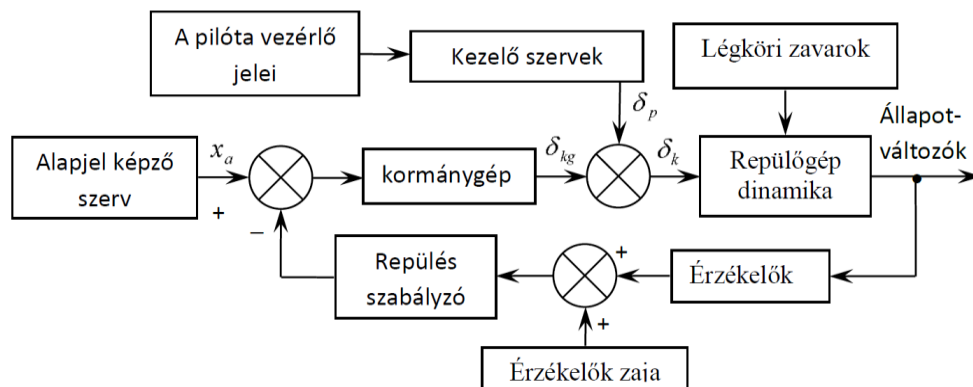 A pilóta vezérlő
jelei
Kezelő szervek
Légköri zavarok
δp
Állapot-
változók
Alapjel képző
szerv
xa
+
−
kormánygép
δkg
δk
Repülőgép
dinamika
Repülés
szabályzó
+
+
Érzékelők
Érzékelők zaja